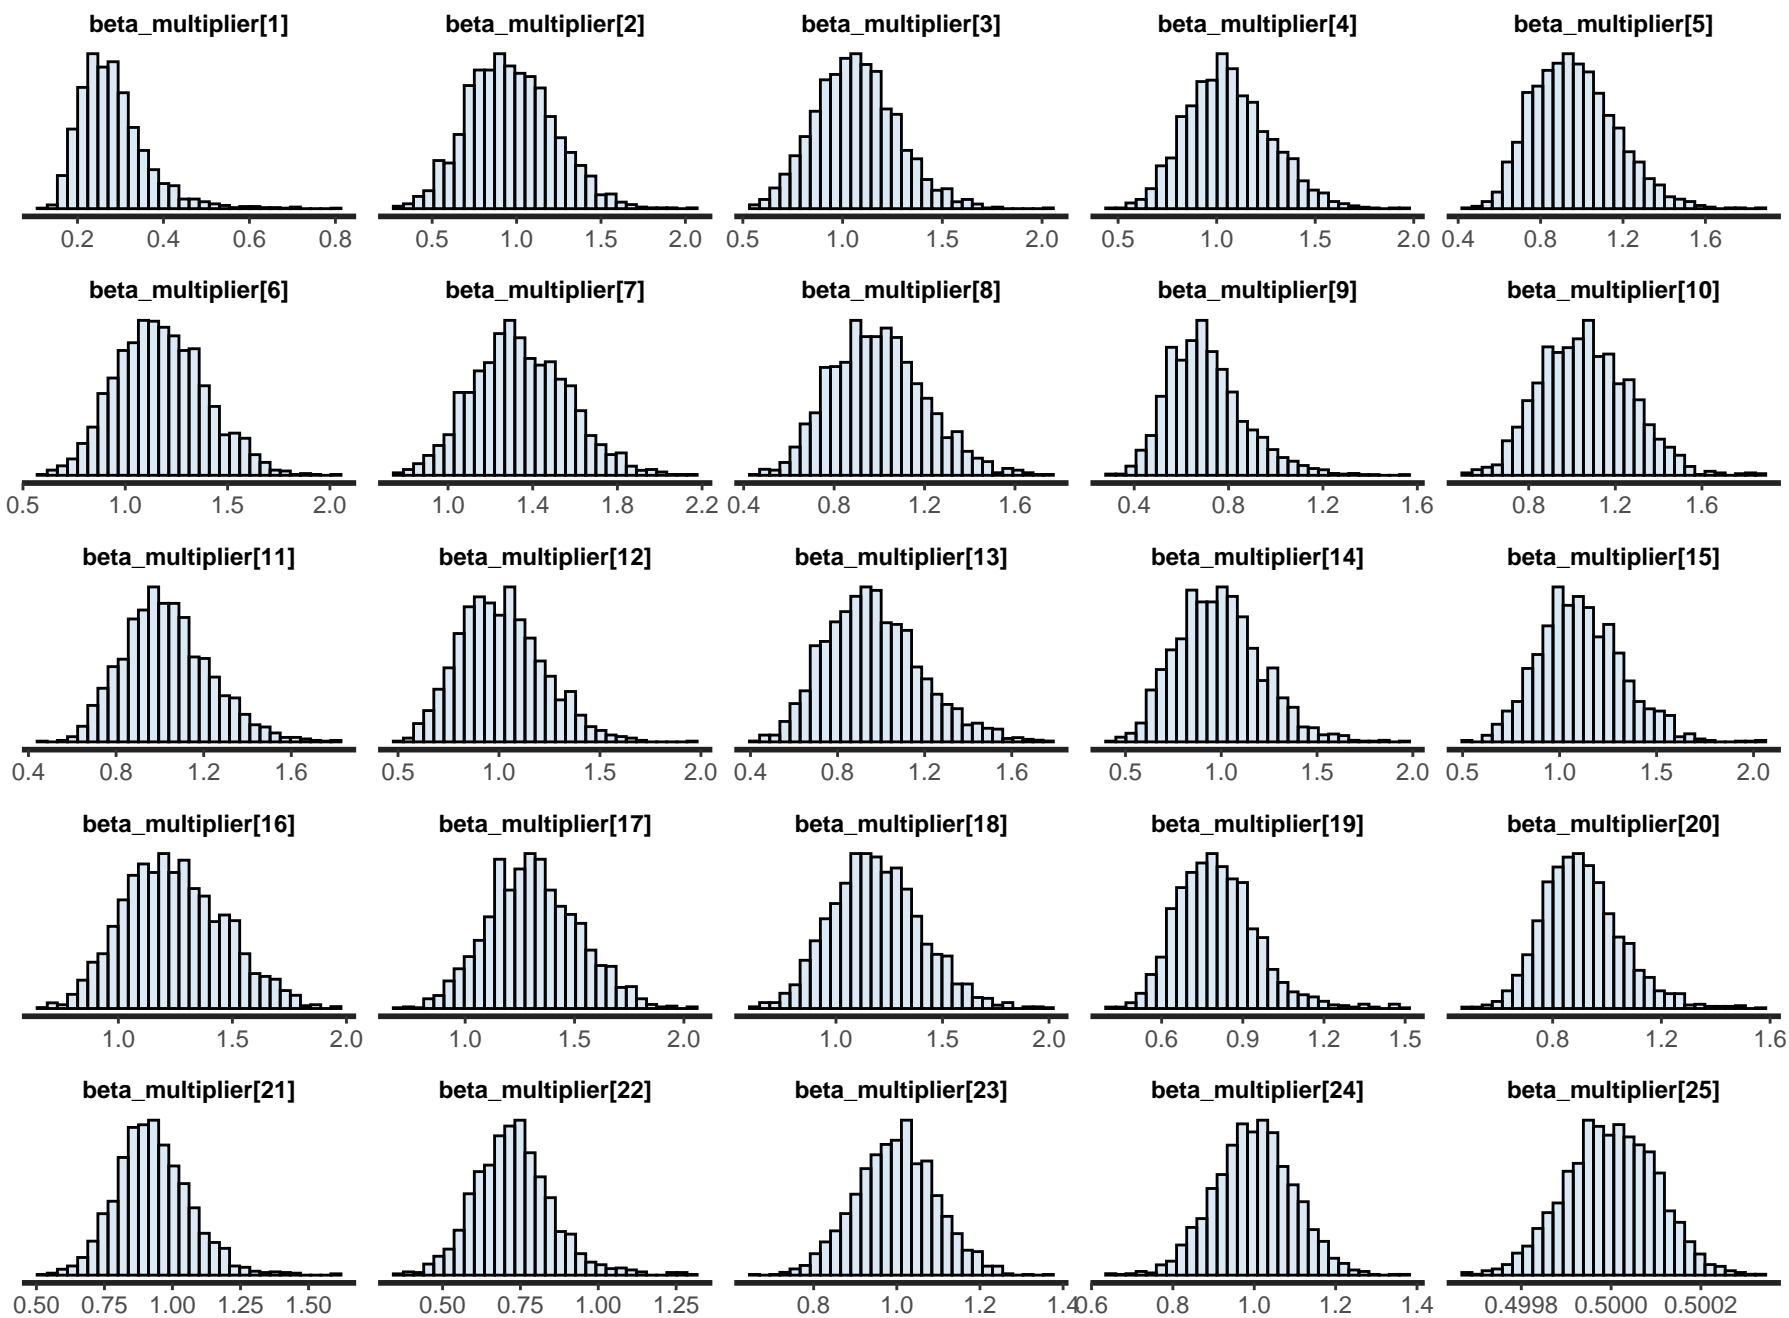 beta_multiplier[1] beta_multiplier[2] beta_multiplier[3] beta_multiplier[4] beta_multiplier[5]
0.2 0.4 0.6 0.8 0.5 1.0 1.5 2.0 0.5 1.0 1.5 2.0 0.5 1.0 1.5 2.0 0.4 0.8 1.2 1.6
beta_multiplier[6] beta_multiplier[7] beta_multiplier[8] beta_multiplier[9] beta_multiplier[10]
0.5 1.0 1.5 2.0 1.0 1.4 1.8 2.2 0.4 0.8 1.2 1.6 0.4 0.8 1.2 1.6 0.8 1.2 1.6
beta_multiplier[11] beta_multiplier[12] beta_multiplier[13] beta_multiplier[14] beta_multiplier[15]
0.4 0.8 1.2 1.6 0.5 1.0 1.5 2.0 0.4 0.8 1.2 1.6 0.5 1.0 1.5 2.0 0.5 1.0 1.5 2.0
beta_multiplier[16] beta_multiplier[17] beta_multiplier[18] beta_multiplier[19] beta_multiplier[20]
1.0 1.5 2.0 1.0 1.5 2.0 1.0 1.5 2.0 0.6 0.9 1.2 1.5 0.8 1.2 1.6
beta_multiplier[21] beta_multiplier[22] beta_multiplier[23] beta_multiplier[24] beta_multiplier[25]
0.50 0.75 1.00 1.25 1.50 0.50 0.75 1.00 1.25 0.8 1.0 1.2 1.4 0.6 0.8 1.0 1.2 1.4 0.4998 0.5000 0.5002